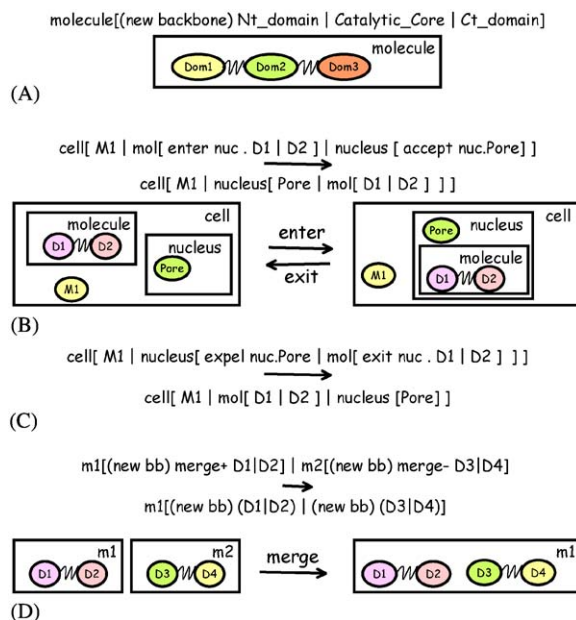 molecule[(new backbone) Nt_domain | Catalytic_Core | Ct_domain]
molecule
Dom1 Dom2 Dom3
(A)
cell[ M1 | mol[ enter nuc . D1 | D2 ] | nucleus [ accept nuc.Pore] ]
cell[ M1 | nucleus[ Pore | mol[ D1 | D2 ] ] ]
cell
molecule
D1 D2
nucleus
Pore
M1
enter
exit
cell
nucleus
Pore
molecule
M1
D1 D2
(B)
cell[ M1 | nucleus[ expel nuc.Pore | mol[ exit nuc . D1 | D2 ] ] ]
cell[ M1 | mol[ D1 | D2 ] | nucleus [Pore] ]
(C)
m1[(new bb) merge+ D1|D2] | m2[(new bb) merge- D3|D4]
m1[(new bb) (D1|D2) | (new bb) (D3|D4)]
m1
D1 D2
m2
D3 D4
merge
m1
D1 D2 D3 D4
(D)